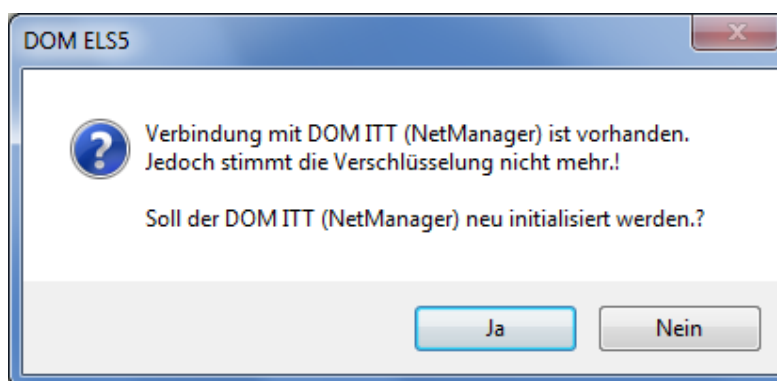 DOM ELS5
Verbindung mit DOM ITT (NetManager) ist vorhanden.
Jedoch stimmt die Verschlüsselung nicht mehr.!
Soll der DOM ITT (NetManager) neu initialisiert werden.?
Ja
Nein